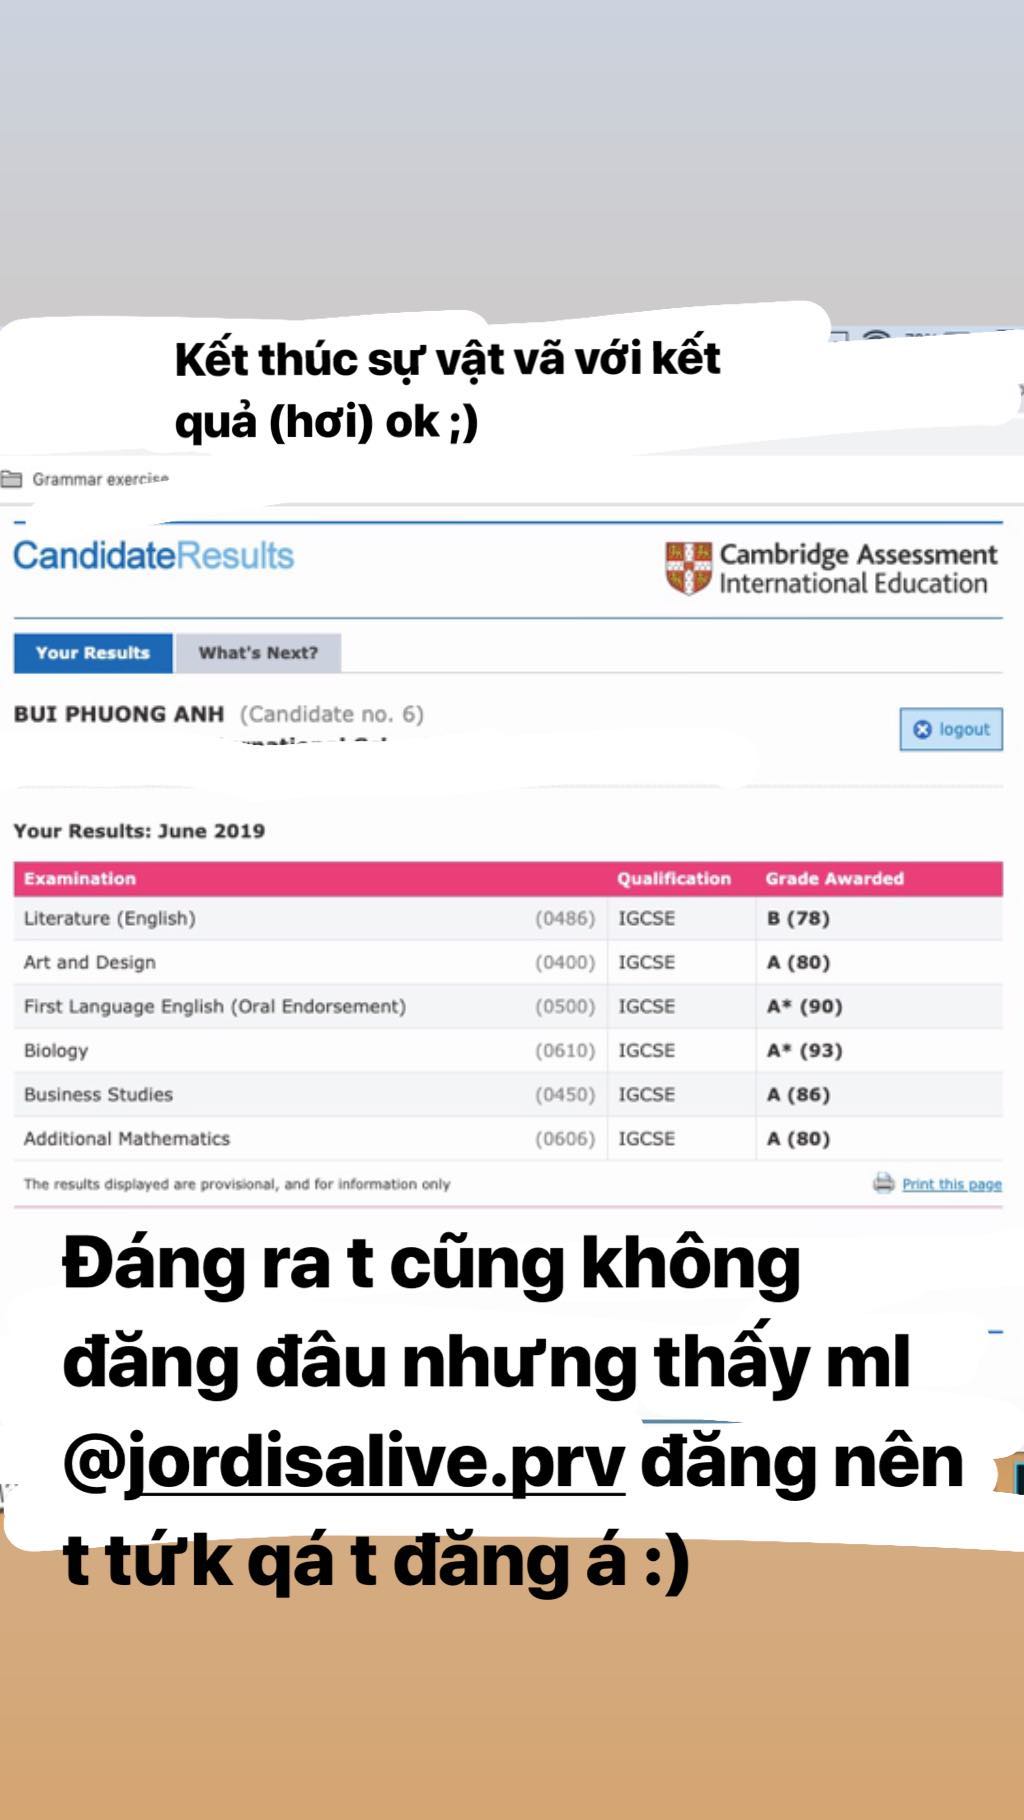 Kết thúc sự vật vã với kết
quả (hơi) ok ;)
Grammar exercise
CandidateResults
Cambridge Assessment
International Education
Your Results What's Next?
BUI PHUONG ANH (Candidate no. 6)
logout
Your Results: June 2019
Examination Qualification Grade Awarded
Literature (English) (0486) IGCSE B (78)
Art and Design (0400) IGCSE A (80)
First Language English (Oral Endorsement) (0500) IGCSE A* (90)
Biology (0610) IGCSE A* (93)
Business Studies (0450) IGCSE A (86)
Additional Mathematics (0606) IGCSE A (80)
The results displayed are provisional, and for information only Print this page
Đáng ra t cũng không
đăng đâu nhưng thấy ml
@jordisalive.prv đăng nên
t tứk qá t đăng á :)